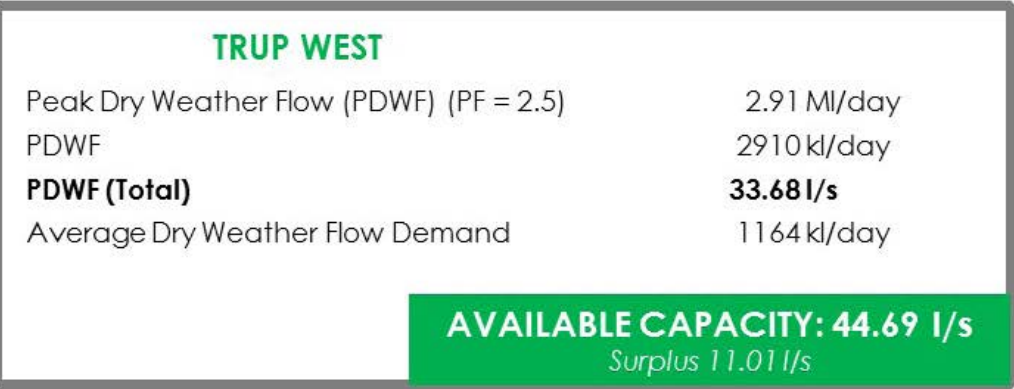 TRUP WEST
Peak Dry Weather Flow (PDWF) (PF = 2.5) 2.91 Ml/day
PDWF 2910 kl/day
PDWF (Total) 33.68 l/s
Average Dry Weather Flow Demand 1164 kl/day
AVAILABLE CAPACITY: 44.69 l/s
Surplus 11.01 l/s